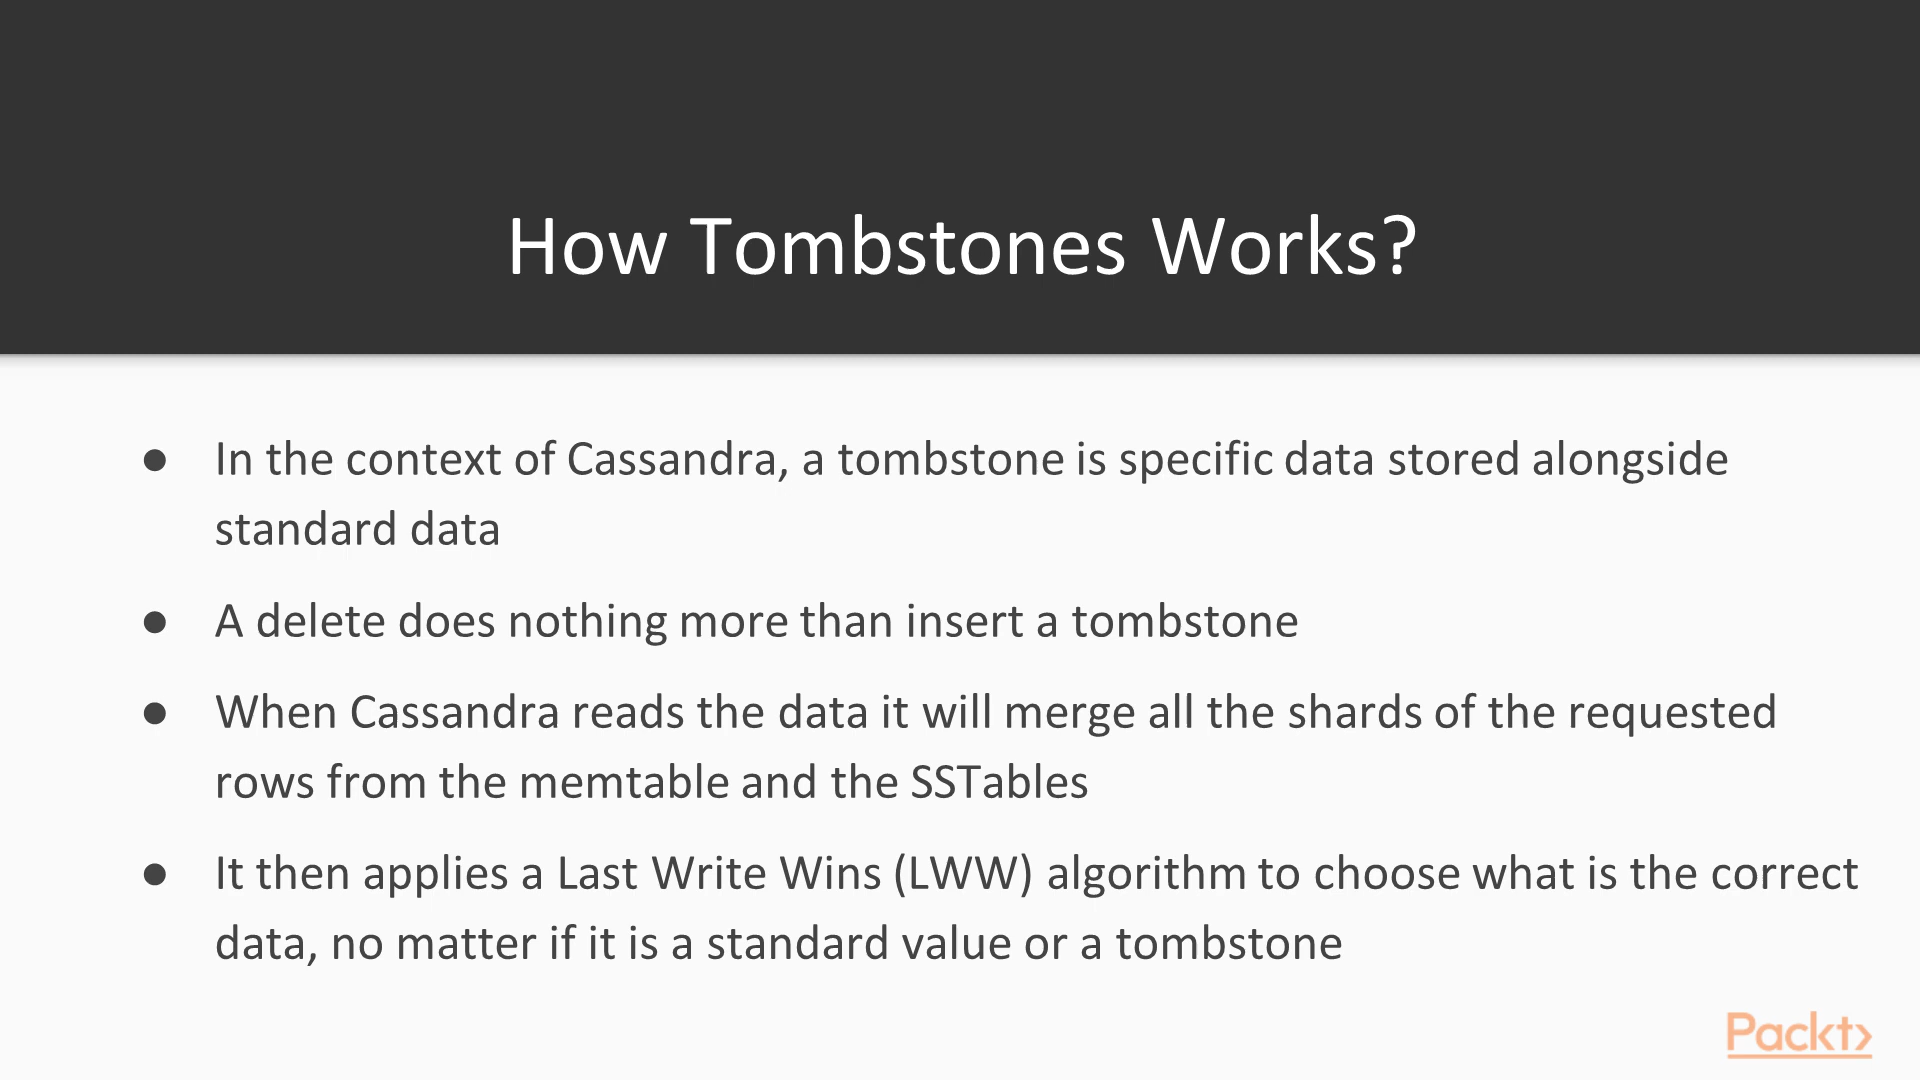 How Tombstones Works?
● In the context of Cassandra, a tombstone is specific data stored alongside
standard data
● A delete does nothing more than insert a tombstone
● When Cassandra reads the data it will merge all the shards of the requested
rows from the memtable and the SSTables
● It then applies a Last Write Wins (LWW) algorithm to choose what is the correct
data, no matter if it is a standard value or a tombstone
Packt>